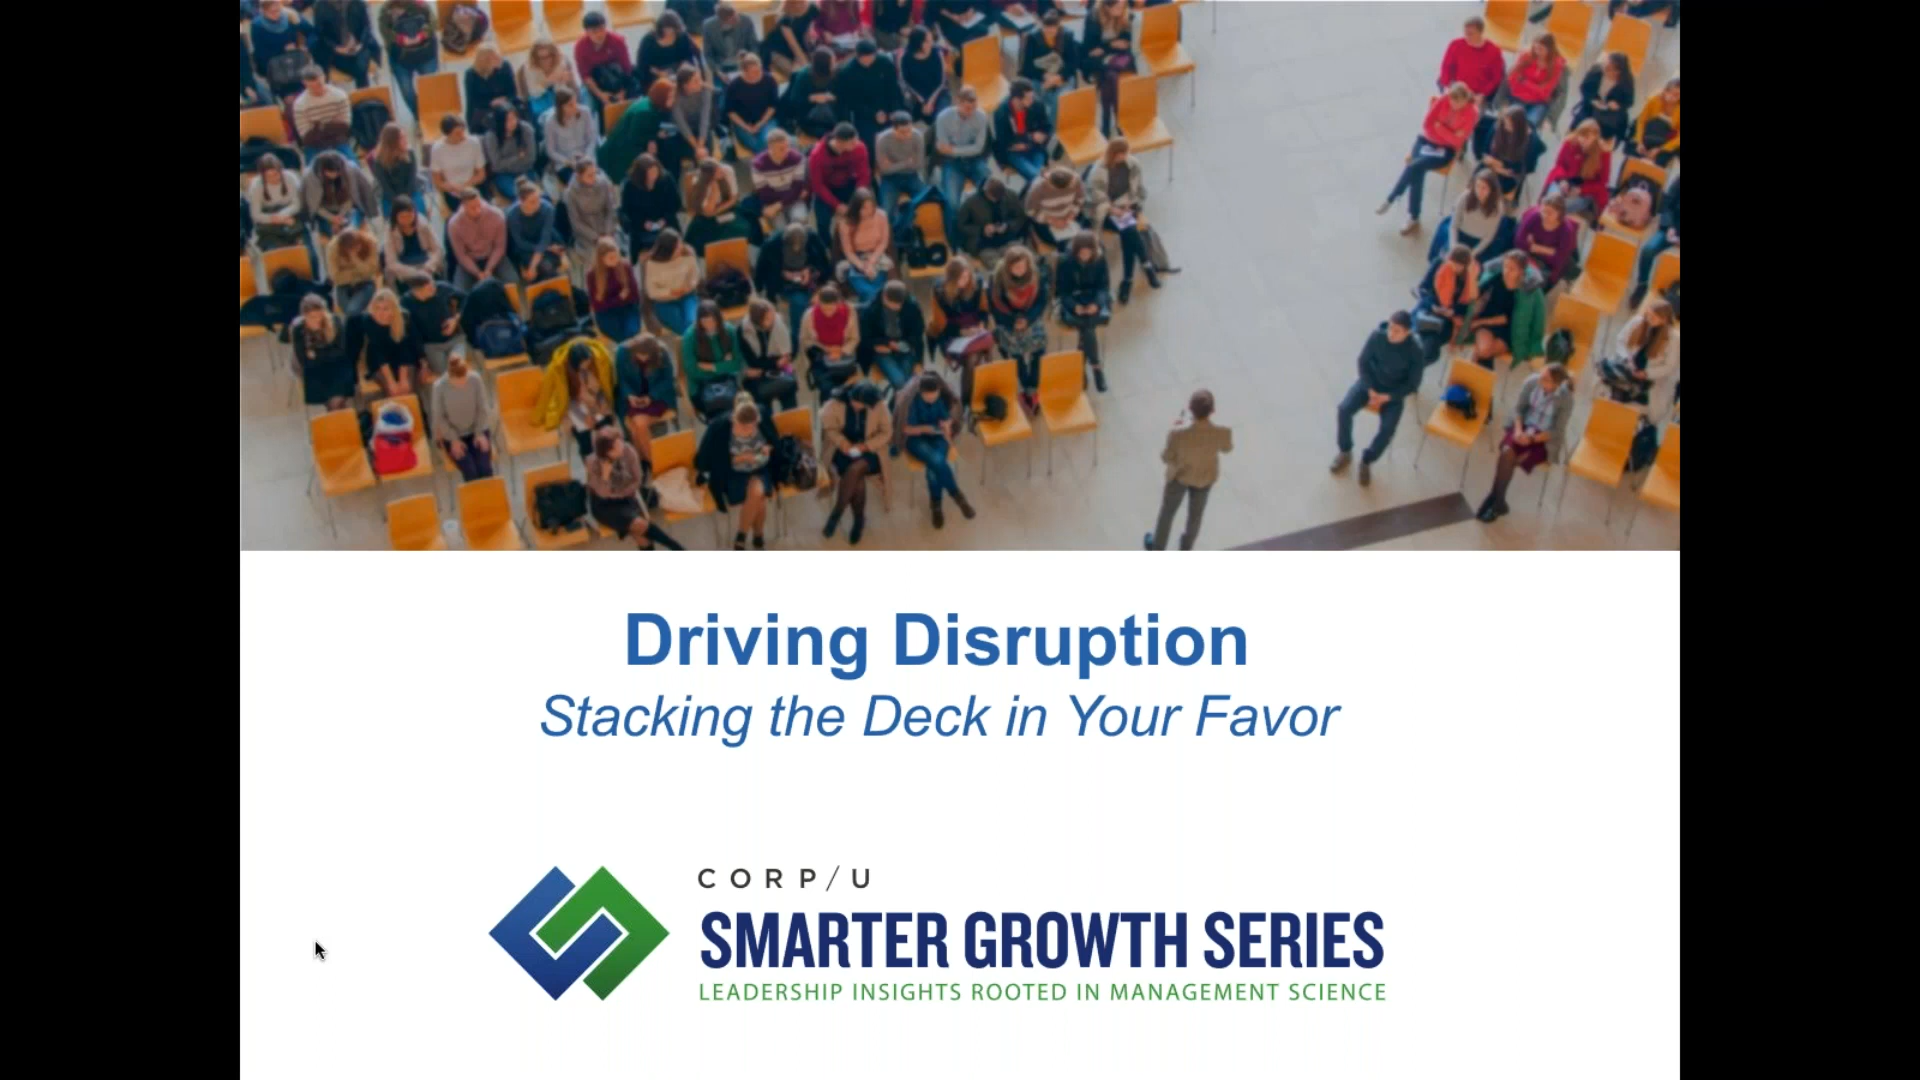 Driving Disruption
Stacking the Deck in Your Favor
CORP/U
SMARTER GROWTH SERIES
LEADERSHIP INSIGHTS ROOTED IN MANAGEMENT SCIENCE